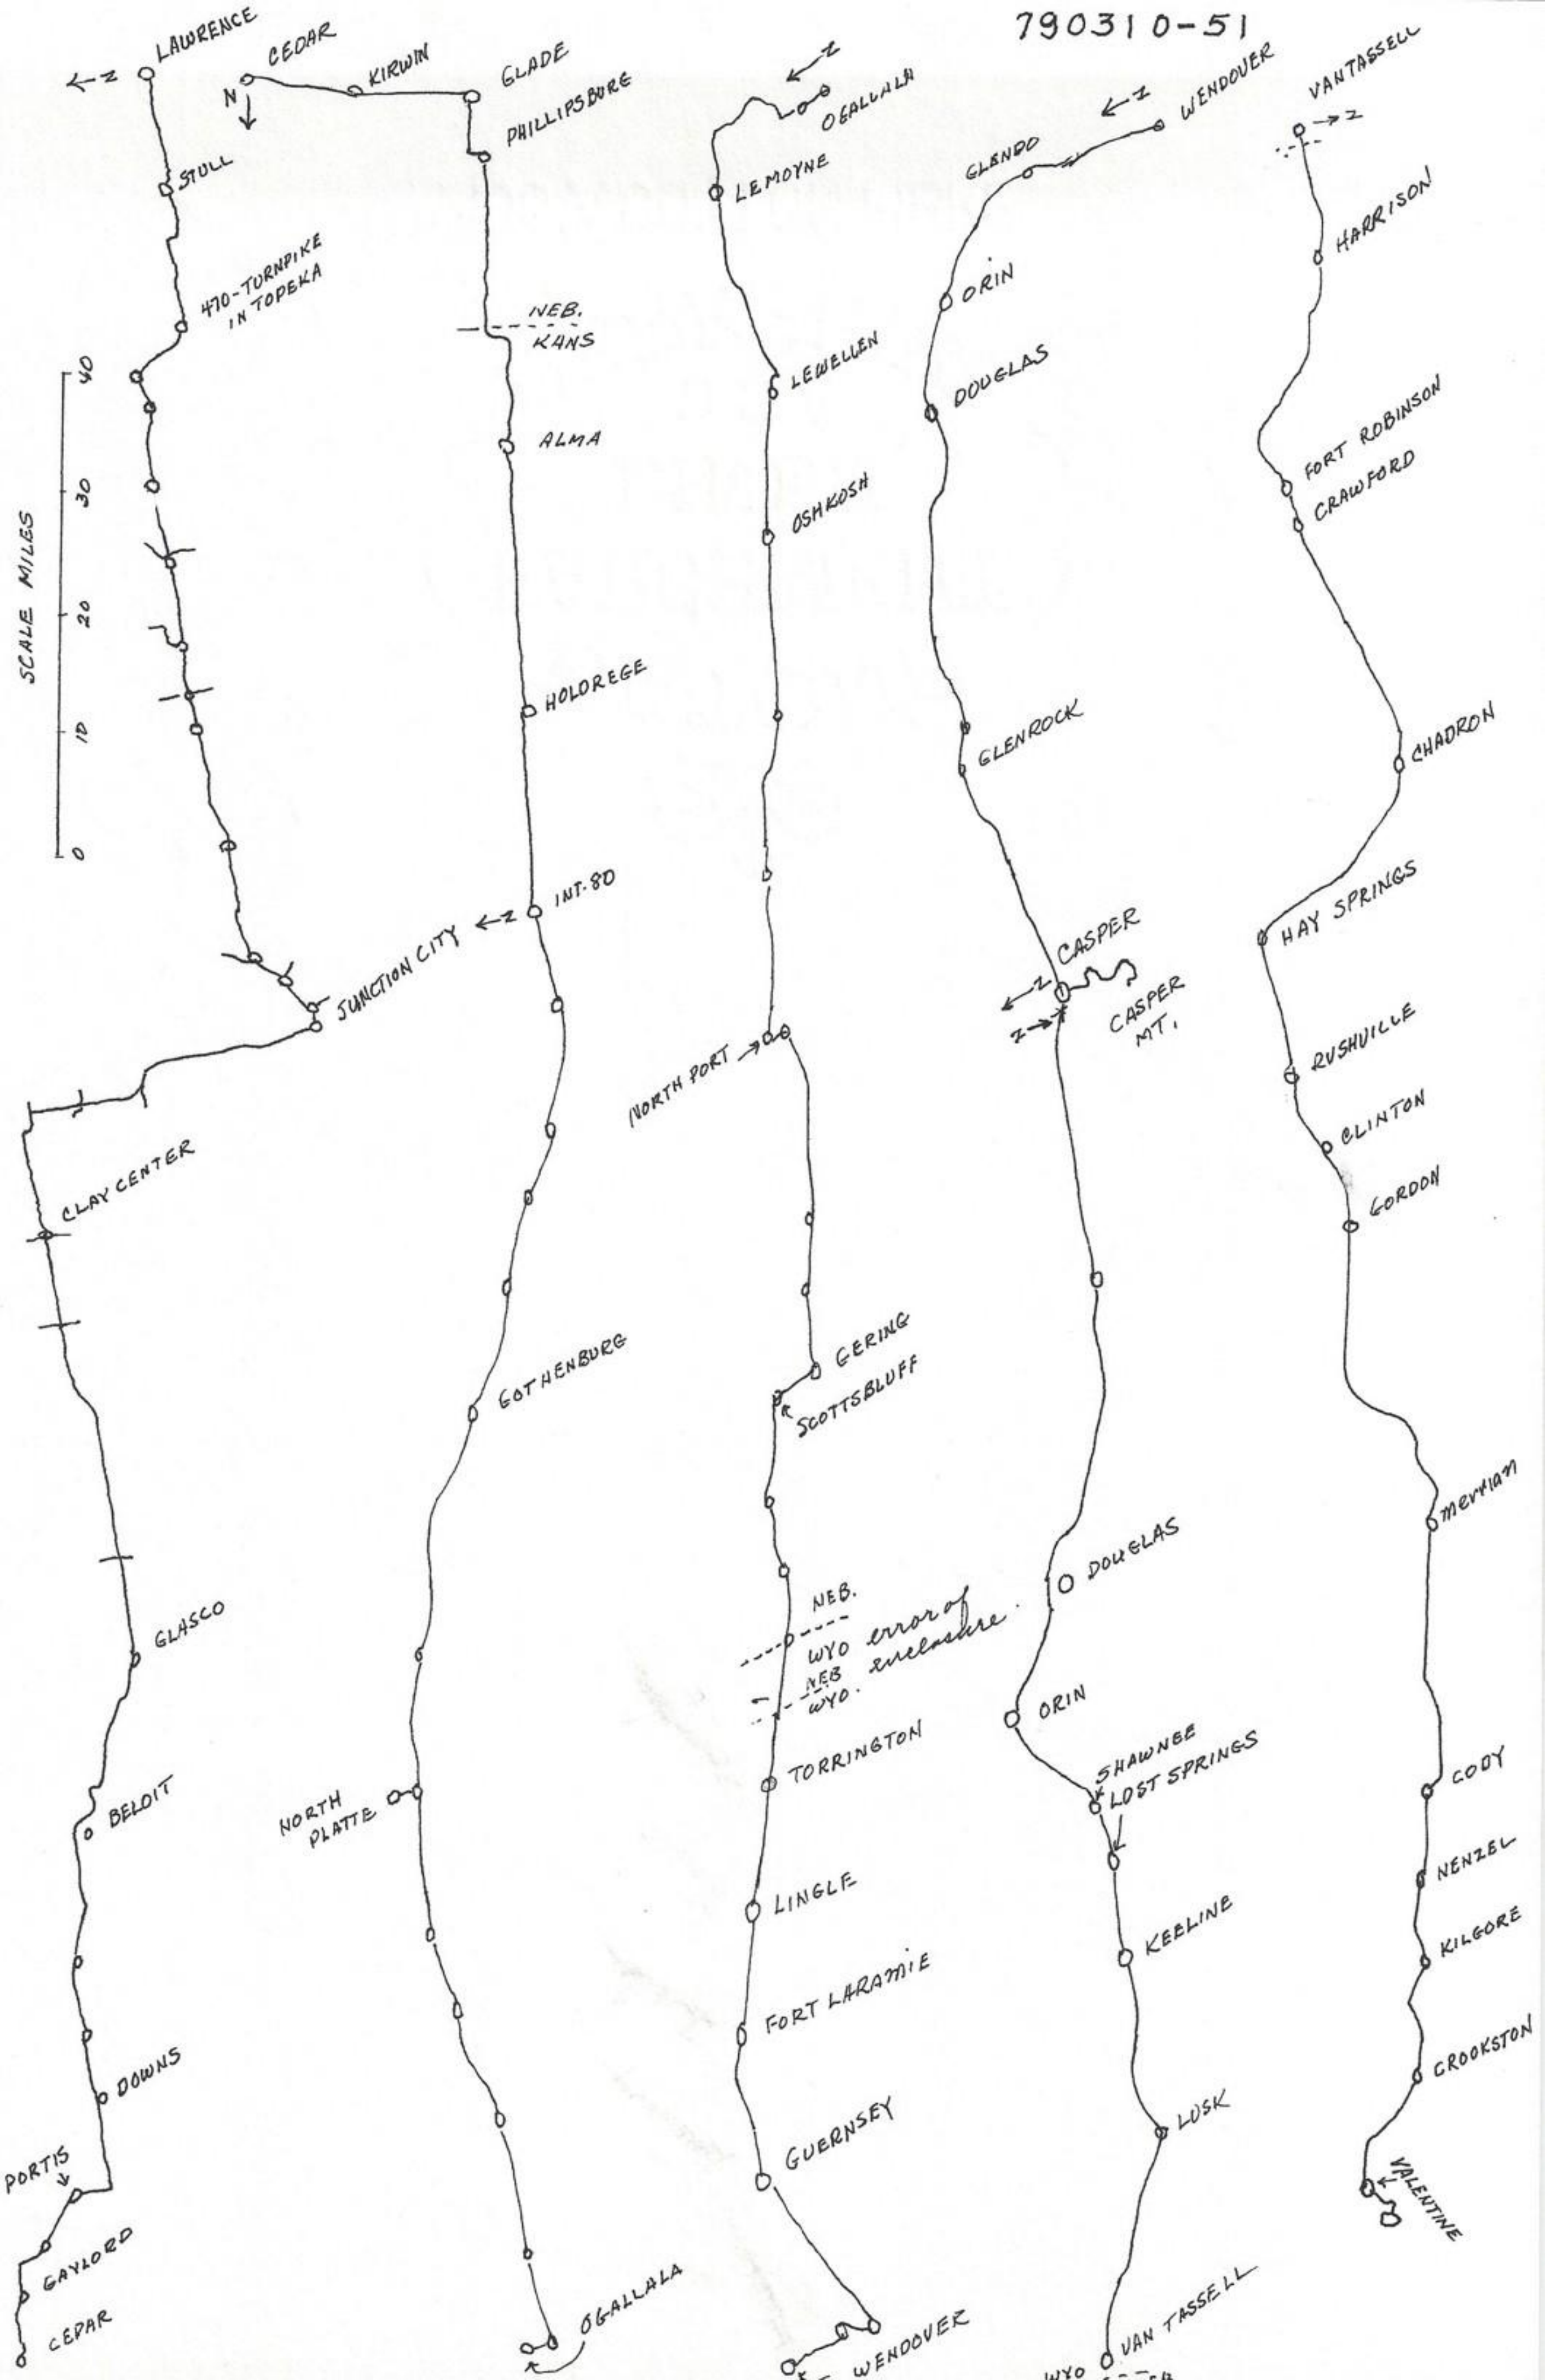 790310-51
LAWRENCE
← N
STULL
470-TURNPIKE
IN TOPEKA
SCALE MILES
40
30
20
10
0
JUNCTION CITY
CLAY CENTER
GLASCO
BELOIT
DOWNS
PORTIS
GAYLORD
CEDAR
CEDAR
N
↓
KIRWIN
GLADE
PHILLIPSBURG
NEB.
KANS
ALMA
HOLDREGE
INT-80
← N
GOTHENBURG
NORTH
PLATTE
OGALLALA
← N
OGALLALA
LEMOYNE
LEWELLEN
OSHKOSH
NORTH PORT →
GERING
SCOTTSBLUFF
NEB.
WYO error of
NEB enclosure.
WYO.
TORRINGTON
LINGLE
FORT LARAMIE
GUERNSEY
WENDOVER
← N
WENDOVER
GLENDO
ORIN
DOUGLAS
GLENROCK
CASPER
← N
N →
CASPER
MT.
DOUGLAS
ORIN
SHAWNEE
LOST SPRINGS
KEELINE
LUSK
VAN TASSELL
WYO
VANTASSELL
→ N
HARRISON
FORT ROBINSON
CRAWFORD
CHADRON
HAY SPRINGS
RUSHVILLE
CLINTON
GORDON
merrian
CODY
NENZEL
KILGORE
CROOKSTON
VALENTINE